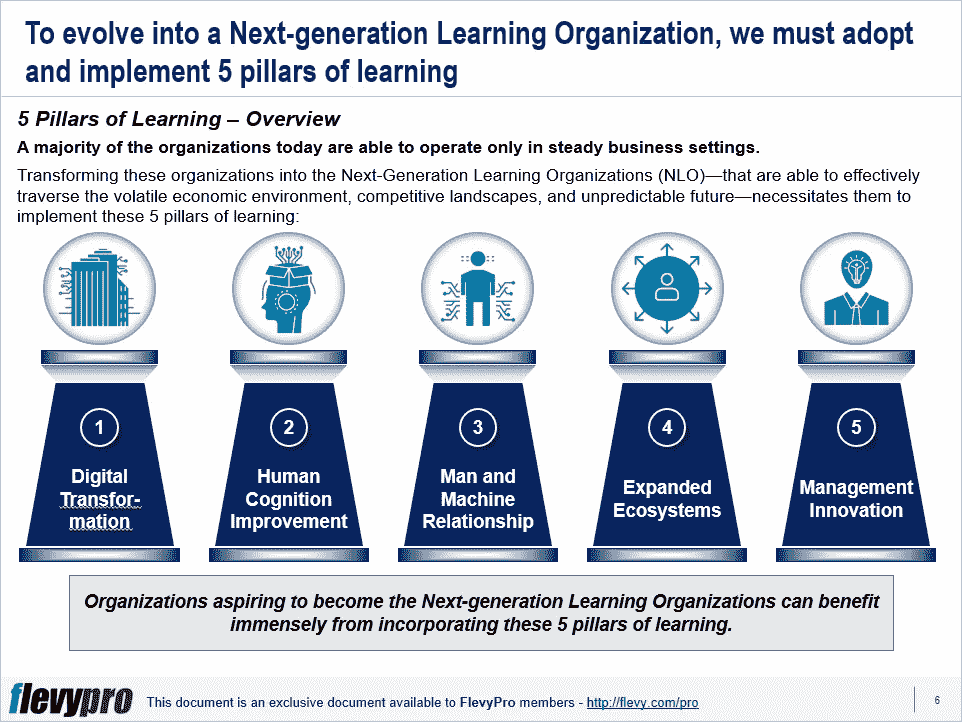 To evolve into a Next-generation Learning Organization, we must adopt
and implement 5 pillars of learning
5 Pillars of Learning – Overview
A majority of the organizations today are able to operate only in steady business settings.
Transforming these organizations into the Next-Generation Learning Organizations (NLO)—that are able to effectively
traverse the volatile economic environment, competitive landscapes, and unpredictable future—necessitates them to
implement these 5 pillars of learning:
1
Digital
Transfor-
mation
2
Human
Cognition
Improvement
3
Man and
Machine
Relationship
4
Expanded
Ecosystems
5
Management
Innovation
Organizations aspiring to become the Next-generation Learning Organizations can benefit
immensely from incorporating these 5 pillars of learning.
flevypro
This document is an exclusive document available to FlevyPro members - http://flevy.com/pro
6